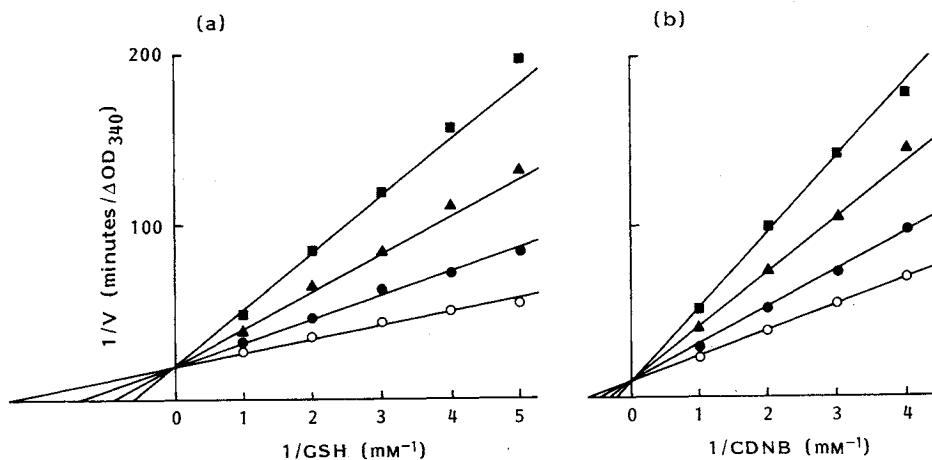 (a)
(b)
200
100
1/V (minutes/ΔOD₃₄₀)
0 1 2 3 4 5
0 1 2 3 4
1/GSH (mM⁻¹)
1/CDNB (mM⁻¹)